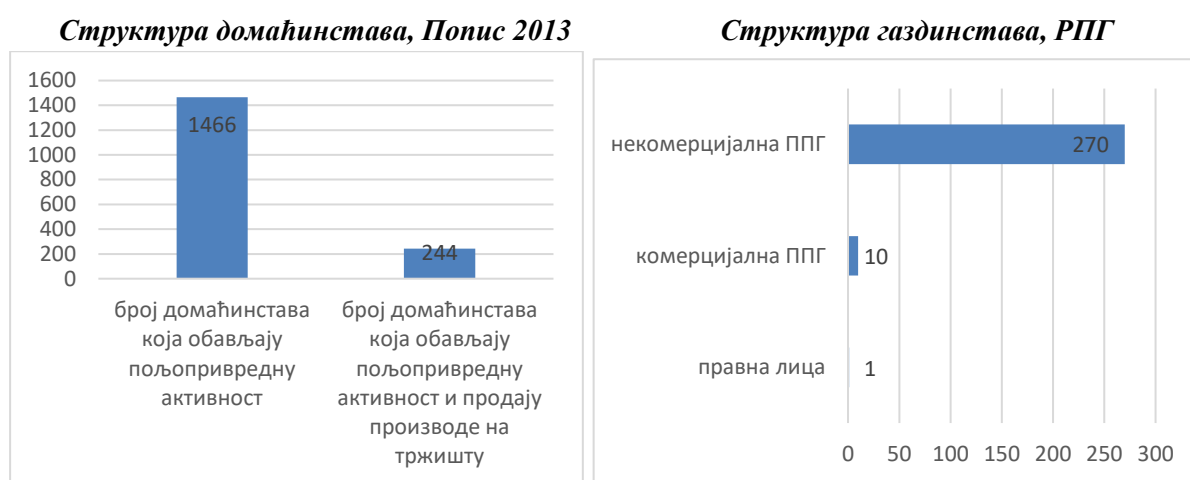 Структура домаћинстава, Попис 2013
1600
1400
1200
1000
800
600
400
200
0
1466
244
број домаћинстава
која обављају
пољопривредну
активност
број домаћинстава
која обављају
пољопривредну
активност и продају
производе на
тржишту
Структура газдинстава, РПГ
некомерцијална ППГ
270
комерцијална ППГ
10
правна лица
1
0 50 100 150 200 250 300